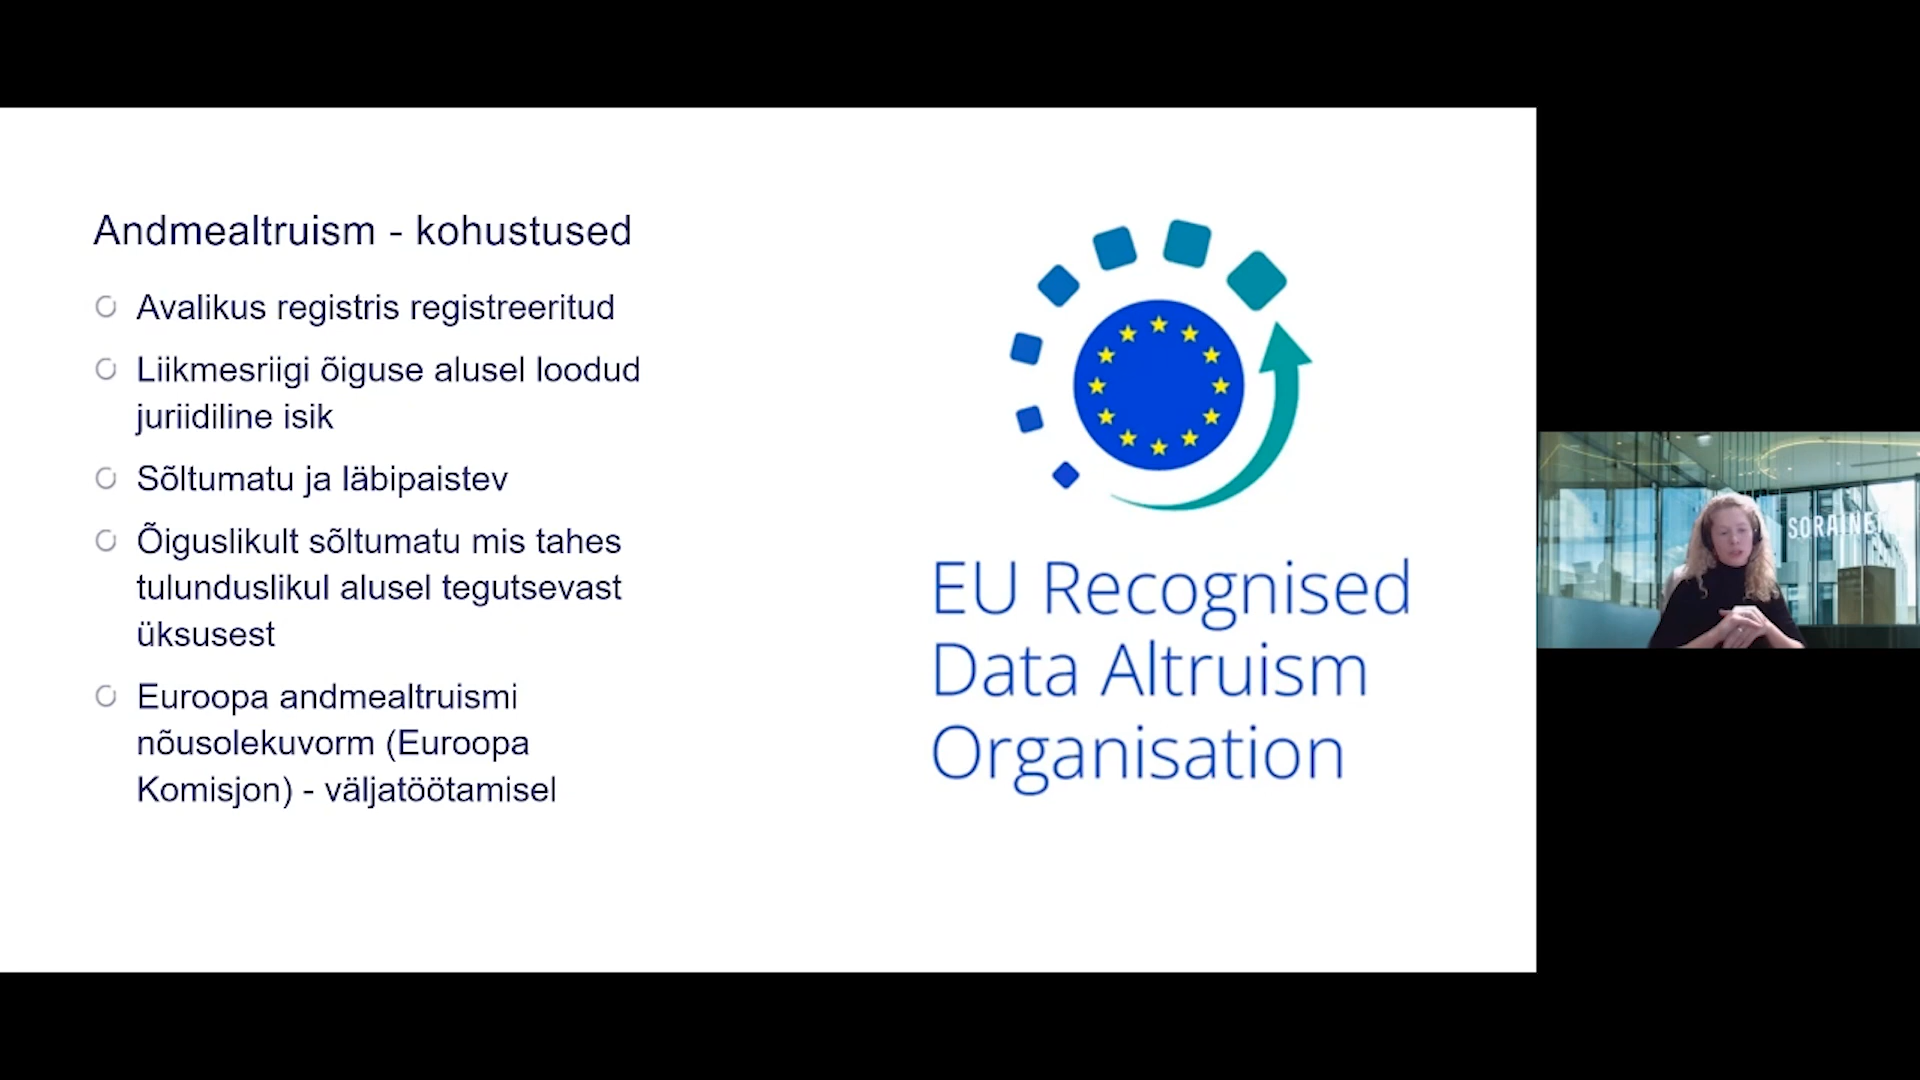 Andmealtruism - kohustused
Avalikus registris registreeritud
Liikmesriigi õiguse alusel loodud
juriidiline isik
Sõltumatu ja läbipaistev
Õiguslikult sõltumatu mis tahes
tulunduslikul alusel tegutsevast
üksusest
Euroopa andmealtruismi
nõusolekuvorm (Euroopa
Komisjon) - väljatöötamisel
EU Recognised
Data Altruism
Organisation
SORAINEN